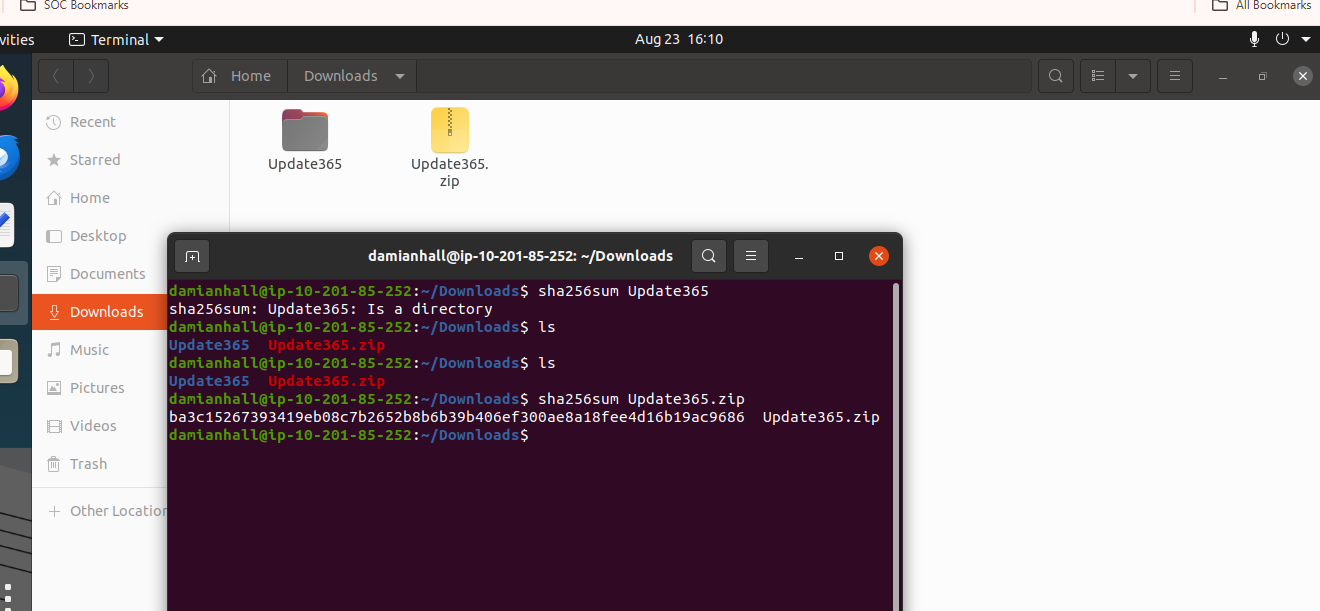 SOC Bookmarks
All Bookmarks
Terminal
Aug 23 16:10
Home
Downloads
Recent
Starred
Home
Desktop
Documents
Downloads
Music
Pictures
Videos
Trash
Update365
Update365.
zip
damianhall@ip-10-201-85-252: ~/Downloads
damianhall@ip-10-201-85-252:~/Downloads$ sha256sum Update365
sha256sum: Update365: Is a directory
damianhall@ip-10-201-85-252:~/Downloads$ ls
Update365 Update365.zip
damianhall@ip-10-201-85-252:~/Downloads$ ls
Update365 Update365.zip
damianhall@ip-10-201-85-252:~/Downloads$ sha256sum Update365.zip
ba3c15267393419eb08c7b2652b8b6b39b406ef300ae8a18fee4d16b19ac9686 Update365.zip
damianhall@ip-10-201-85-252:~/Downloads$